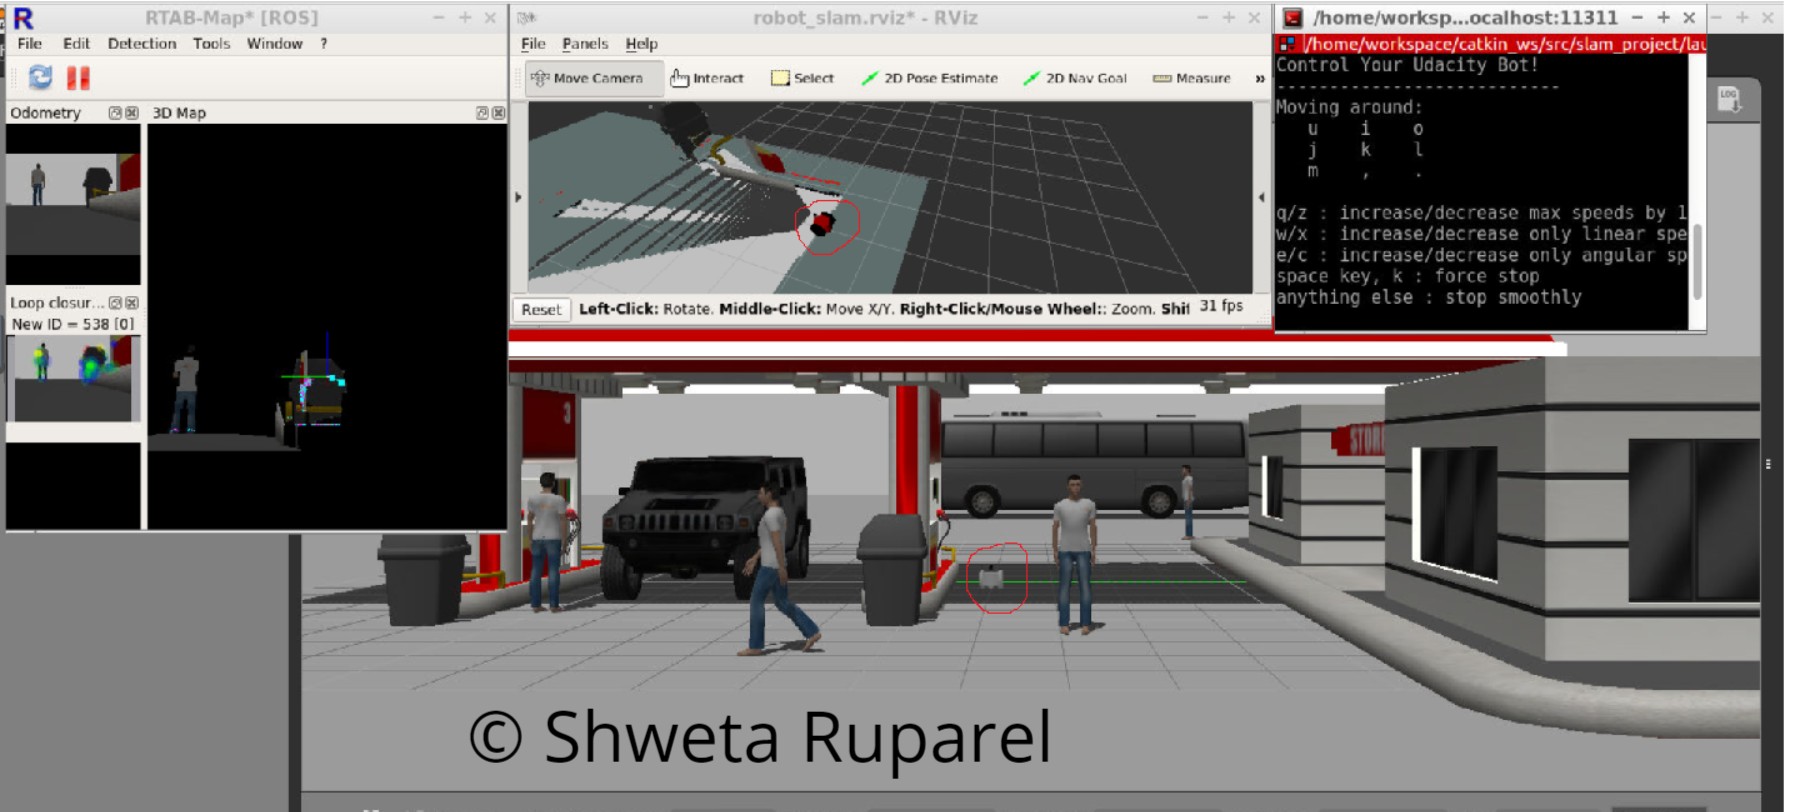 RTAB-Map* [ROS]
File Edit Detection Tools Window ?
Odometry
3D Map
Loop closur...
New ID = 538 [0]
robot_slam.rviz* - RViz
File Panels Help
Move Camera Interact Select 2D Pose Estimate 2D Nav Goal Measure »
Reset Left-Click: Rotate. Middle-Click: Move X/Y. Right-Click/Mouse Wheel:: Zoom. Shif 31 fps
/home/worksp...ocalhost:11311
/home/workspace/catkin_ws/src/slam_project/lau
Control Your Udacity Bot!
---------------------------
Moving around:
u i o
j k l
m , .
q/z : increase/decrease max speeds by 1
w/x : increase/decrease only linear spe
e/c : increase/decrease only angular sp
space key, k : force stop
anything else : stop smoothly
LOG
3
STORE
© Shweta Ruparel